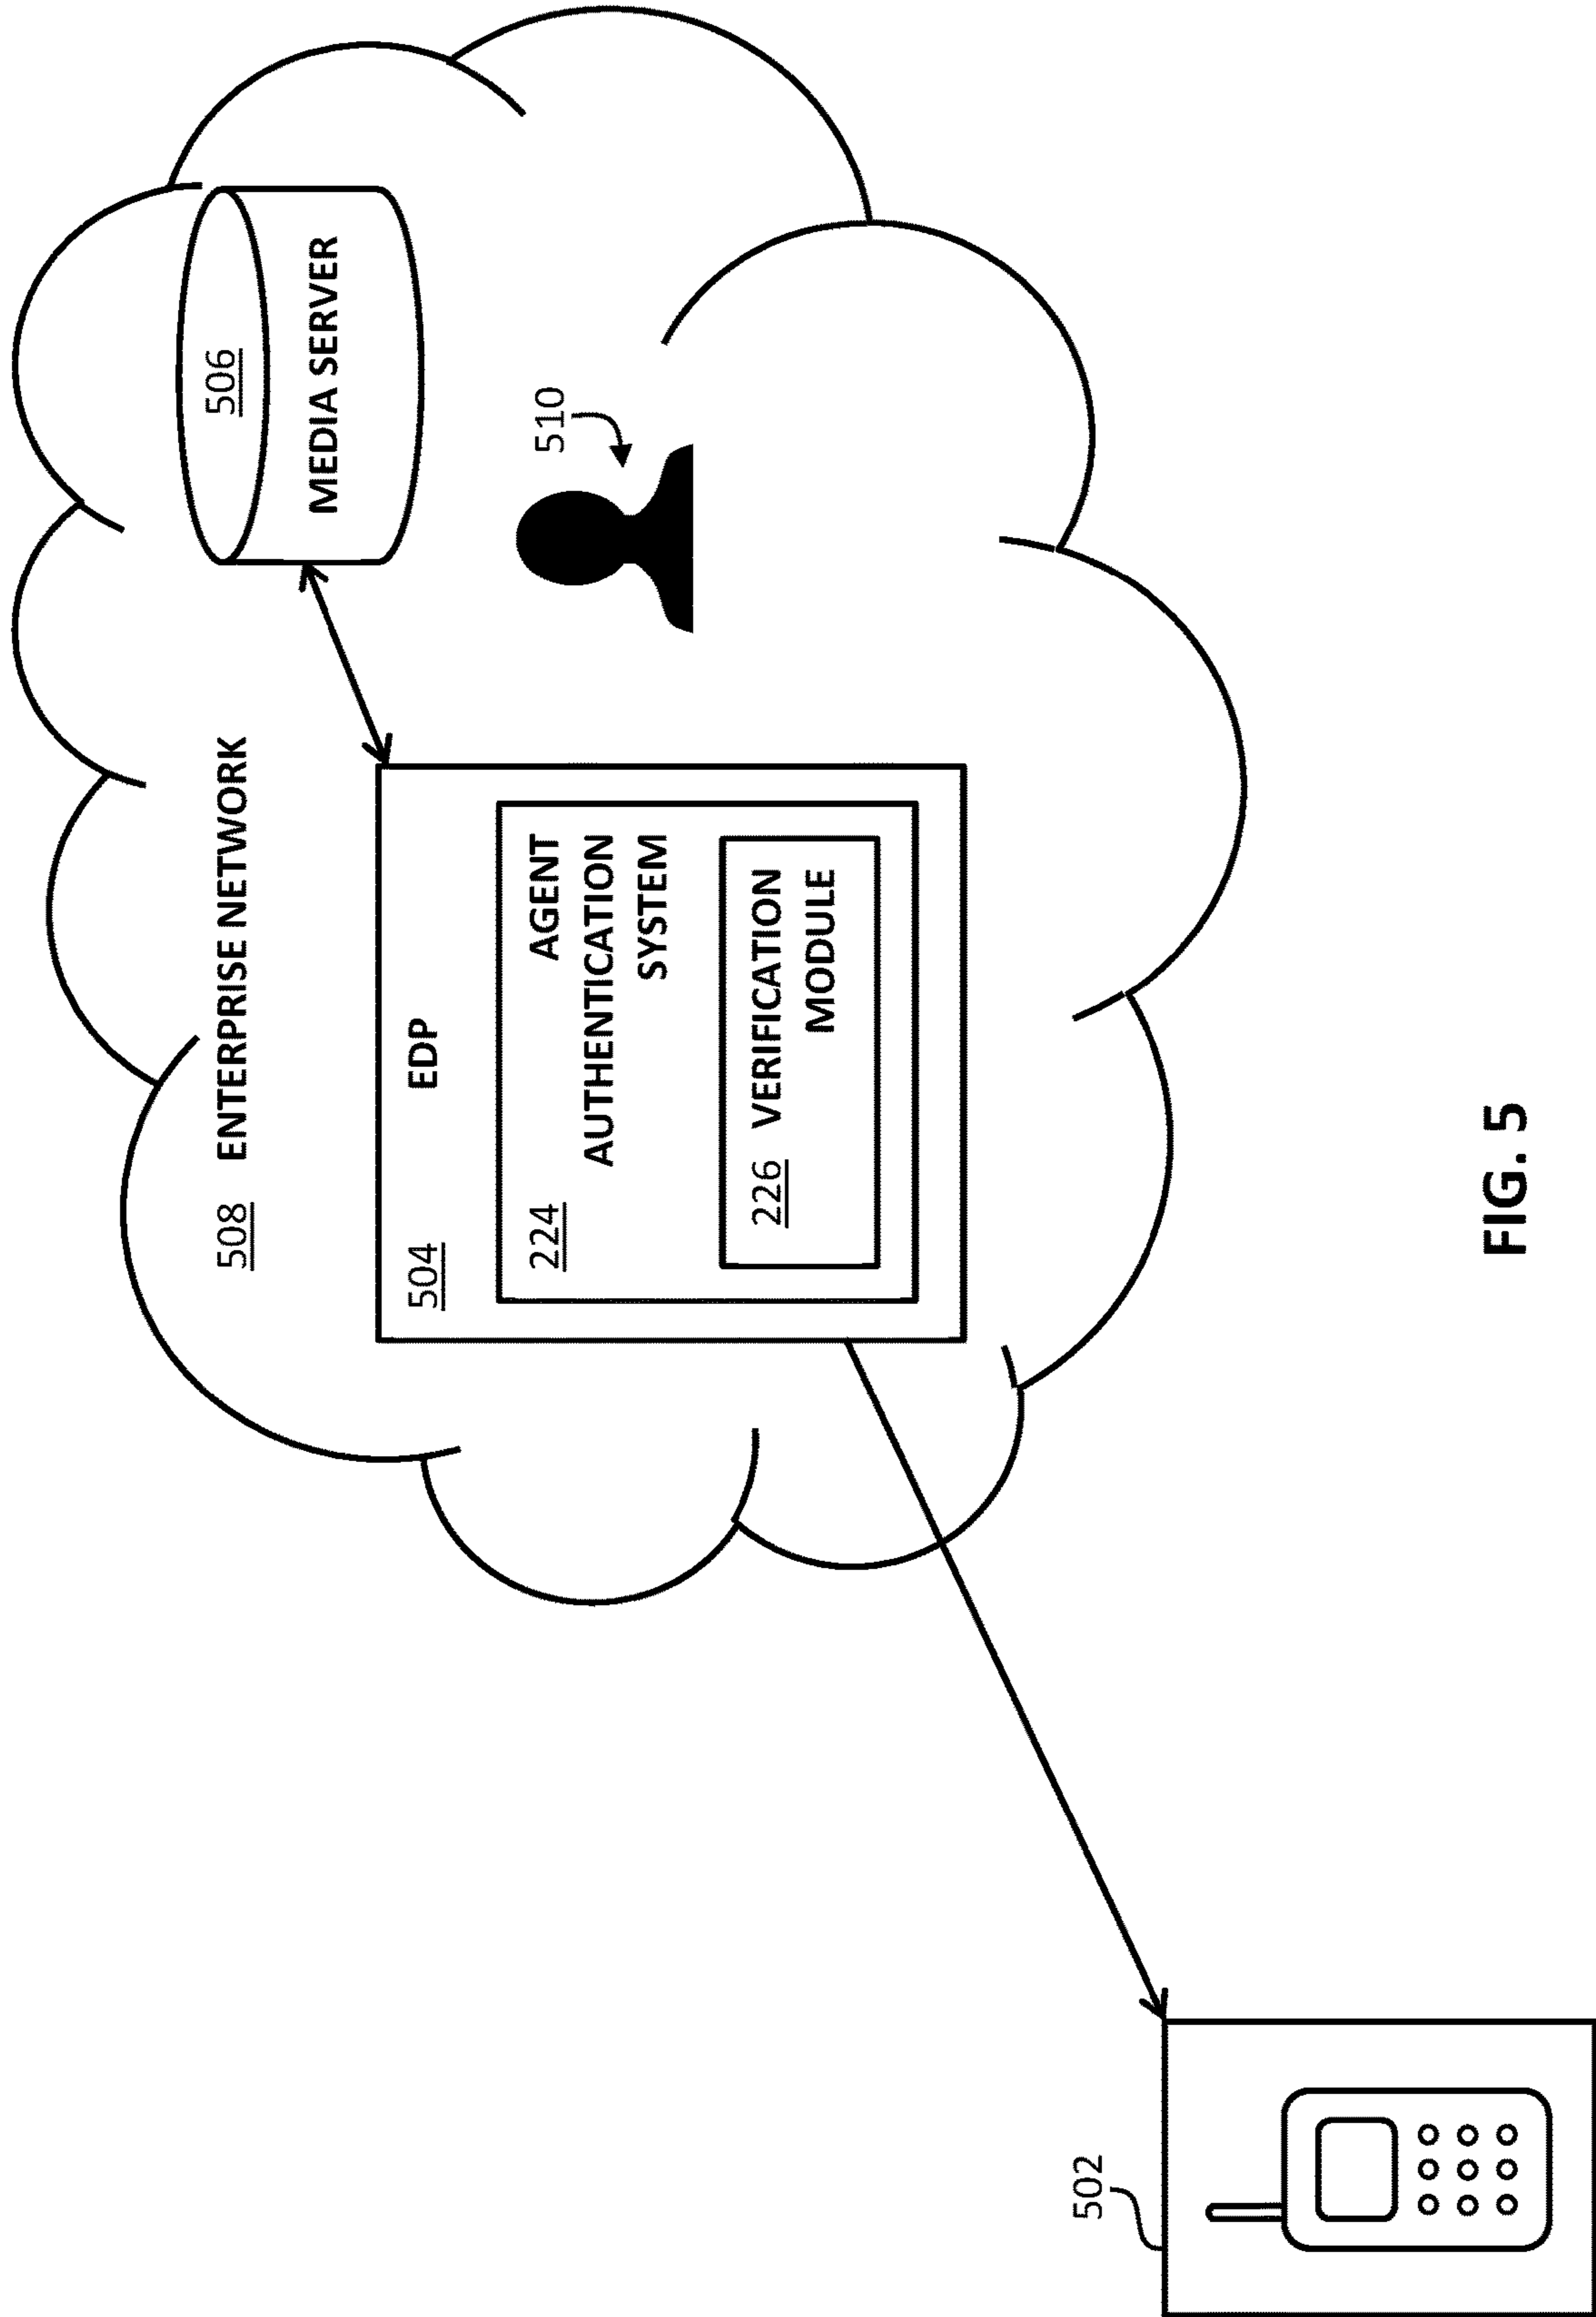 508 ENTERPRISE NETWORK
506
MEDIA SERVER
504 EDP
224 AGENT
AUTHENTICATION
SYSTEM
226 VERIFICATION
MODULE
510
502
FIG. 5